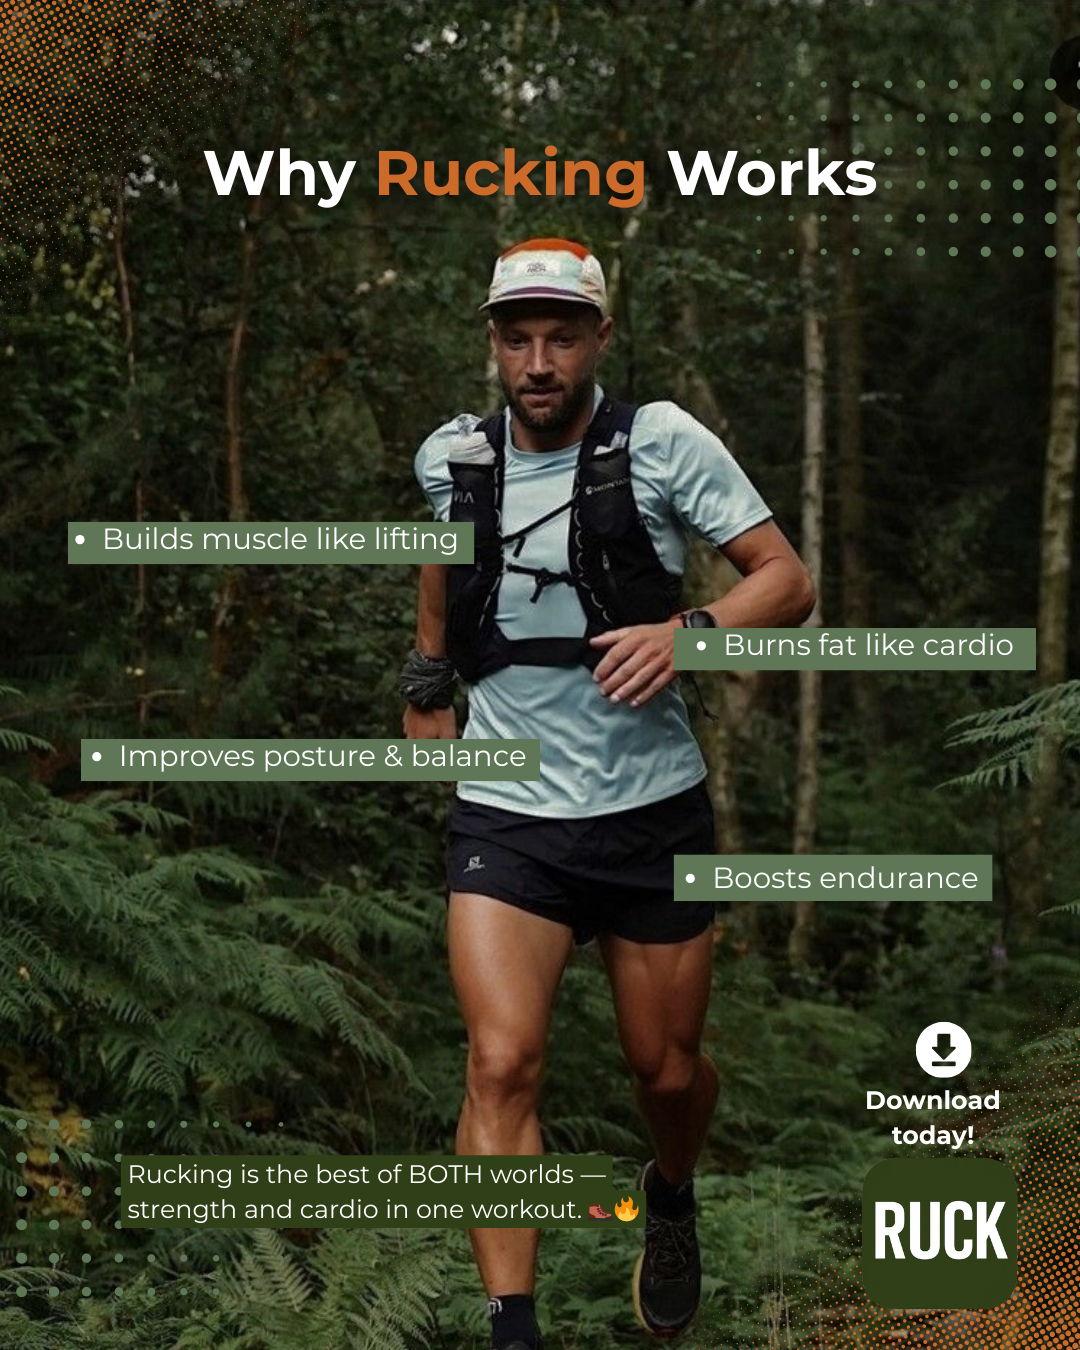 Why Rucking Works
• Builds muscle like lifting
• Burns fat like cardio
• Improves posture & balance
• Boosts endurance
Download
today!
Rucking is the best of BOTH worlds —
strength and cardio in one workout. 🥾🔥
RUCK